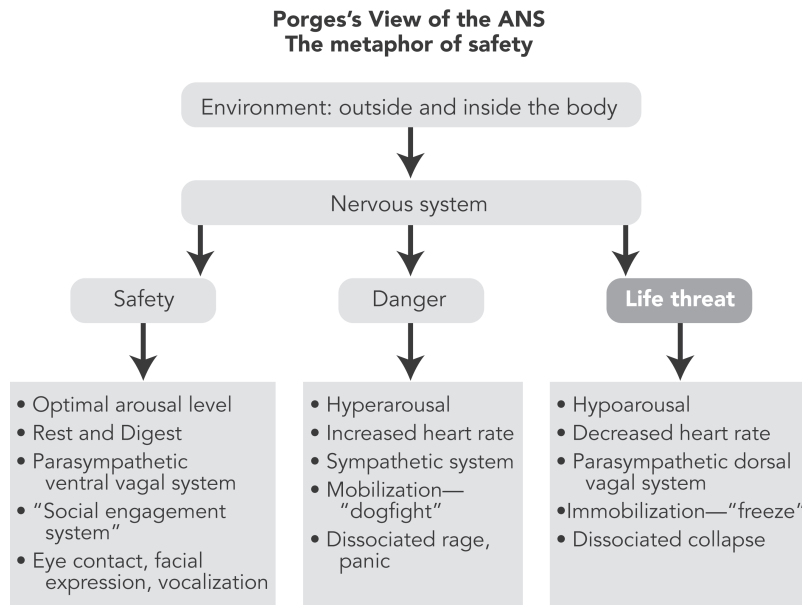 Porges's View of the ANS
The metaphor of safety
Environment: outside and inside the body
Nervous system
Safety
Danger
Life threat
• Optimal arousal level
• Rest and Digest
• Parasympathetic
ventral vagal system
• “Social engagement
system”
• Eye contact, facial
expression, vocalization
• Hyperarousal
• Increased heart rate
• Sympathetic system
• Mobilization—
“dogfight”
• Dissociated rage,
panic
• Hypoarousal
• Decreased heart rate
• Parasympathetic dorsal
vagal system
•Immobilization—“freeze”
• Dissociated collapse